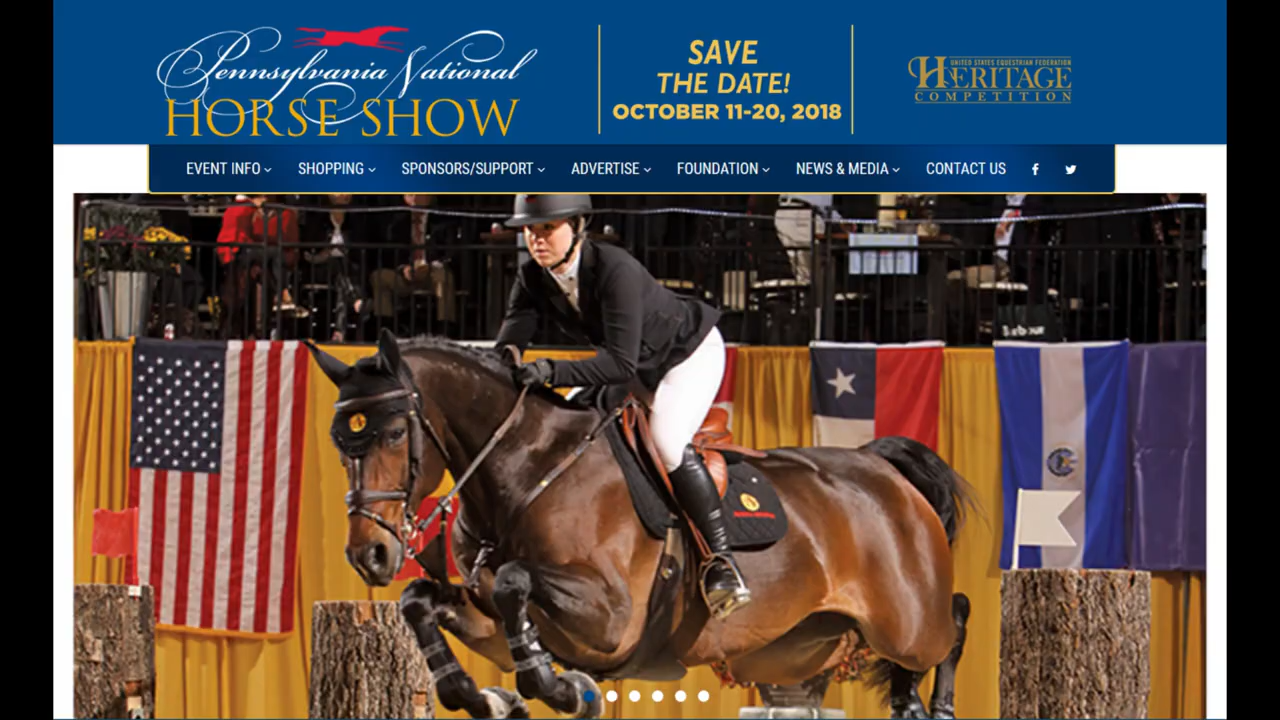 Pennsylvania National
HORSE SHOW
SAVE
THE DATE!
OCTOBER 11-20, 2018
UNITED STATES EQUESTRIAN FEDERATION
HERITAGE
COMPETITION
EVENT INFO
SHOPPING
SPONSORS/SUPPORT
ADVERTISE
FOUNDATION
NEWS & MEDIA
CONTACT US
Barbour